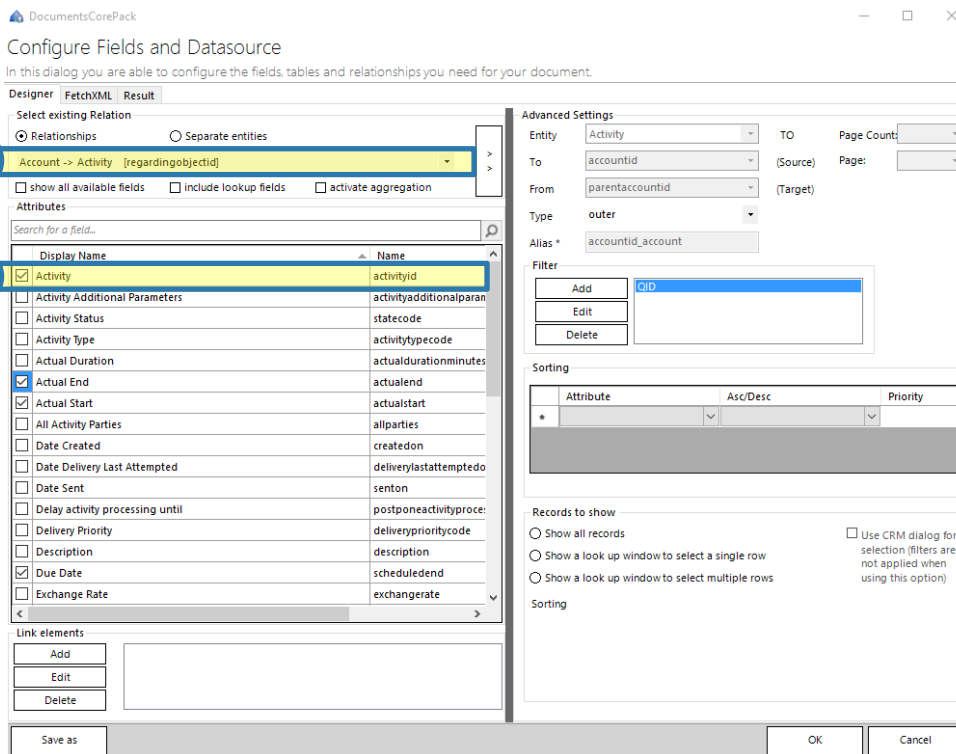 DocumentsCorePack
Configure Fields and Datasource
In this dialog you are able to configure the fields, tables and relationships you need for your document.
Designer FetchXML Result
Select existing Relation
Relationships Separate entities
Account -> Activity [regardingobjectid]
> >
show all available fields include lookup fields activate aggregation
Attributes
Search for a field...
Display Name Name
Activity activityid
Activity Additional Parameters activityadditionalparam
Activity Status statecode
Activity Type activitytypecode
Actual Duration actualdurationminutes
Actual End actualend
Actual Start actualstart
All Activity Parties allparties
Date Created createdon
Date Delivery Last Attempted deliverylastattemptedo
Date Sent senton
Delay activity processing until postponeactivityproces
Delivery Priority deliveryprioritycode
Description description
Due Date scheduledend
Exchange Rate exchangerate
Link elements
Add
Edit
Delete
Advanced Settings
Entity Activity TO Page Count:
To accountid (Source) Page:
From parentaccountid (Target)
Type outer
Alias * accountid_account
Filter
Add QID
Edit
Delete
Sorting
Attribute Asc/Desc Priority
*
Records to show
Show all records
Show a look up window to select a single row
Show a look up window to select multiple rows
Use CRM dialog for
selection (filters are
not applied when
using this option)
Sorting
Save as OK Cancel